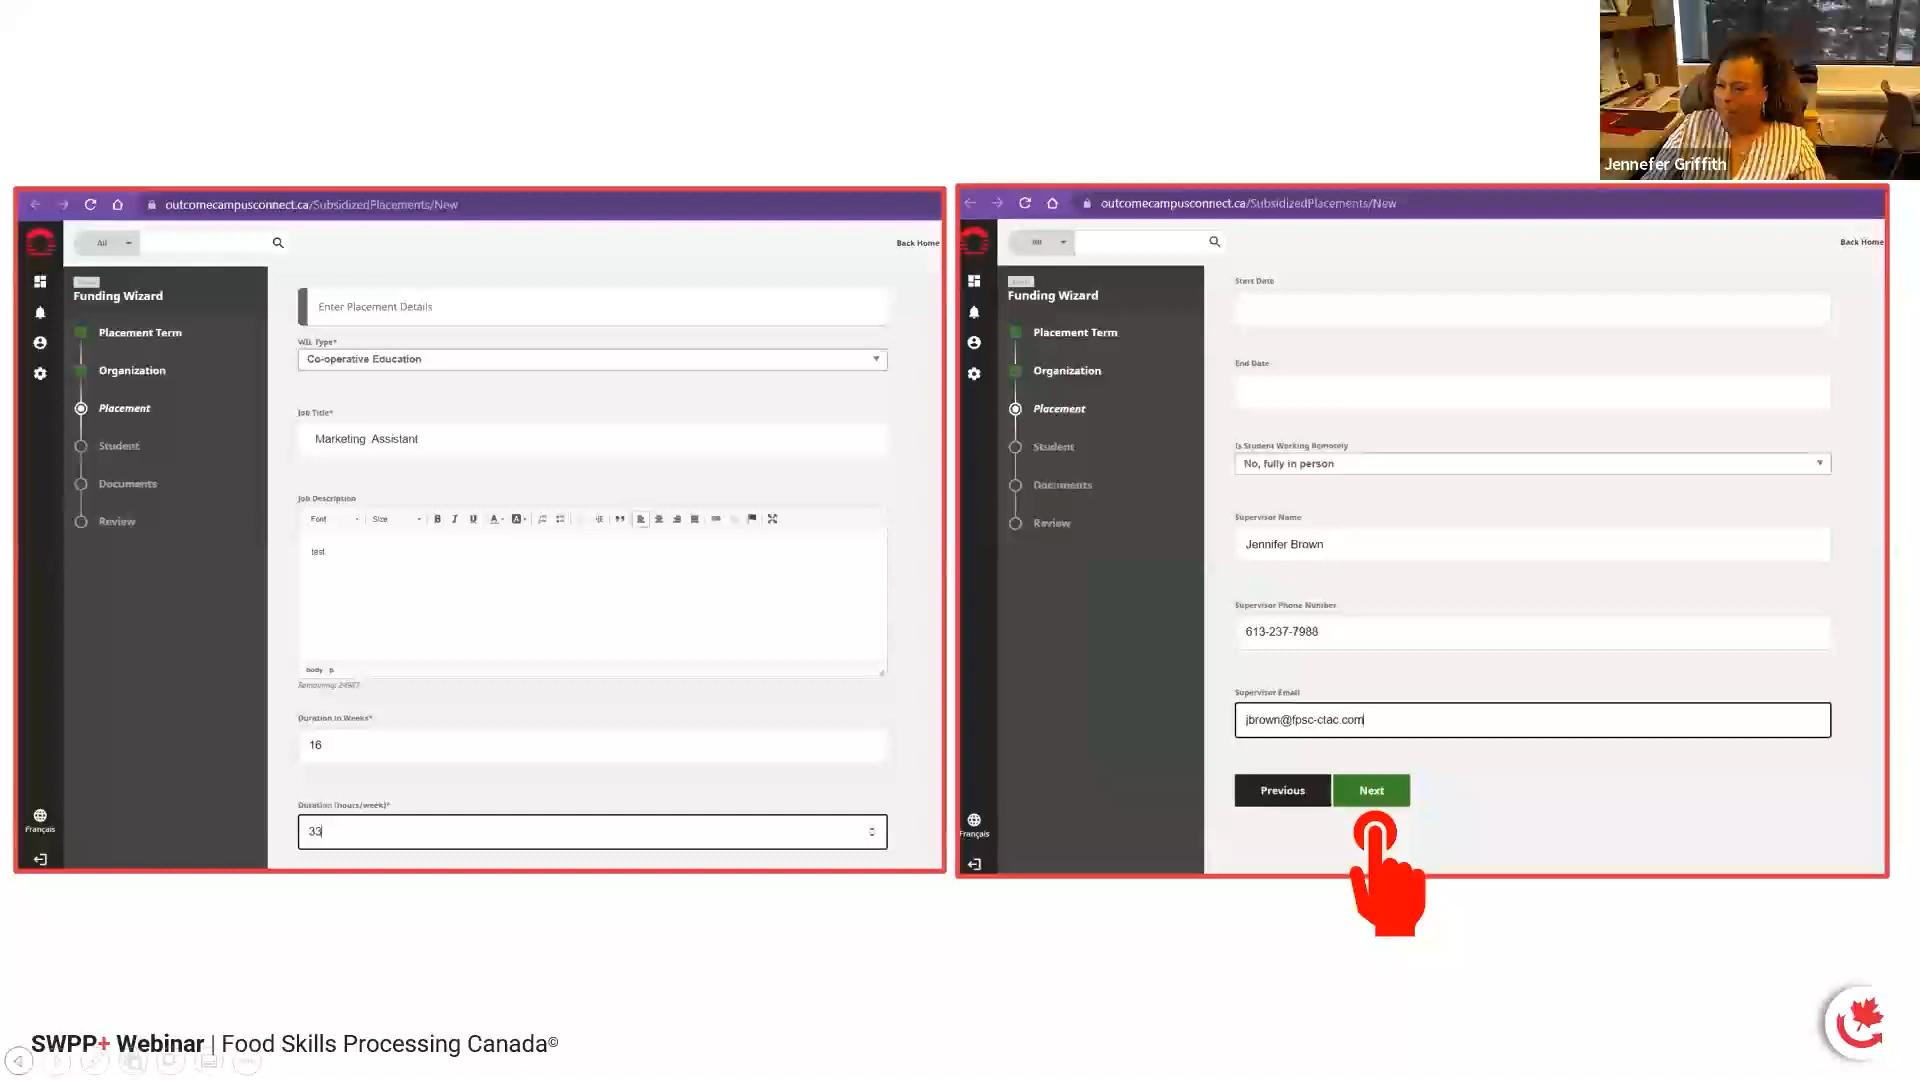 Jennefer Griffith
outcomecampusconnect.ca/SubsidizedPlacements/New
All
Back Home
Funding Wizard
Placement Term
Organization
Placement
Student
Documents
Review
Français
Enter Placement Details
WIL Type*
Co-operative Education
Job Title*
Marketing Assistant
Job Description
Font
Size
B I U
test
body p
Remaining: 24987
Duration in Weeks*
16
Duration (hours/week)*
33
outcomecampusconnect.ca/SubsidizedPlacements/New
All
Back Home
Funding Wizard
Placement Term
Organization
Placement
Student
Documents
Review
Français
Start Date
End Date
Is Student Working Remotely
No, fully in person
Supervisor Name
Jennifer Brown
Supervisor Phone Number
613-237-7988
Supervisor Email
jbrown@fpsc-ctac.com
Previous
Next
SWPP+ Webinar | Food Skills Processing Canada©